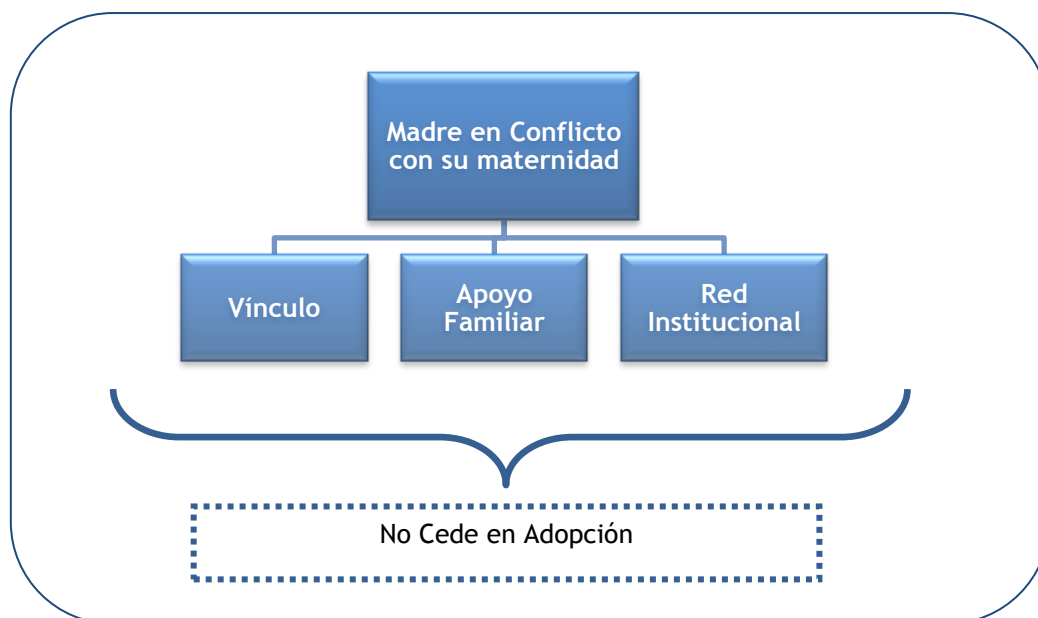 Madre en Conflicto
con su maternidad
Vínculo
Apoyo
Familiar
Red
Institucional
No Cede en Adopción